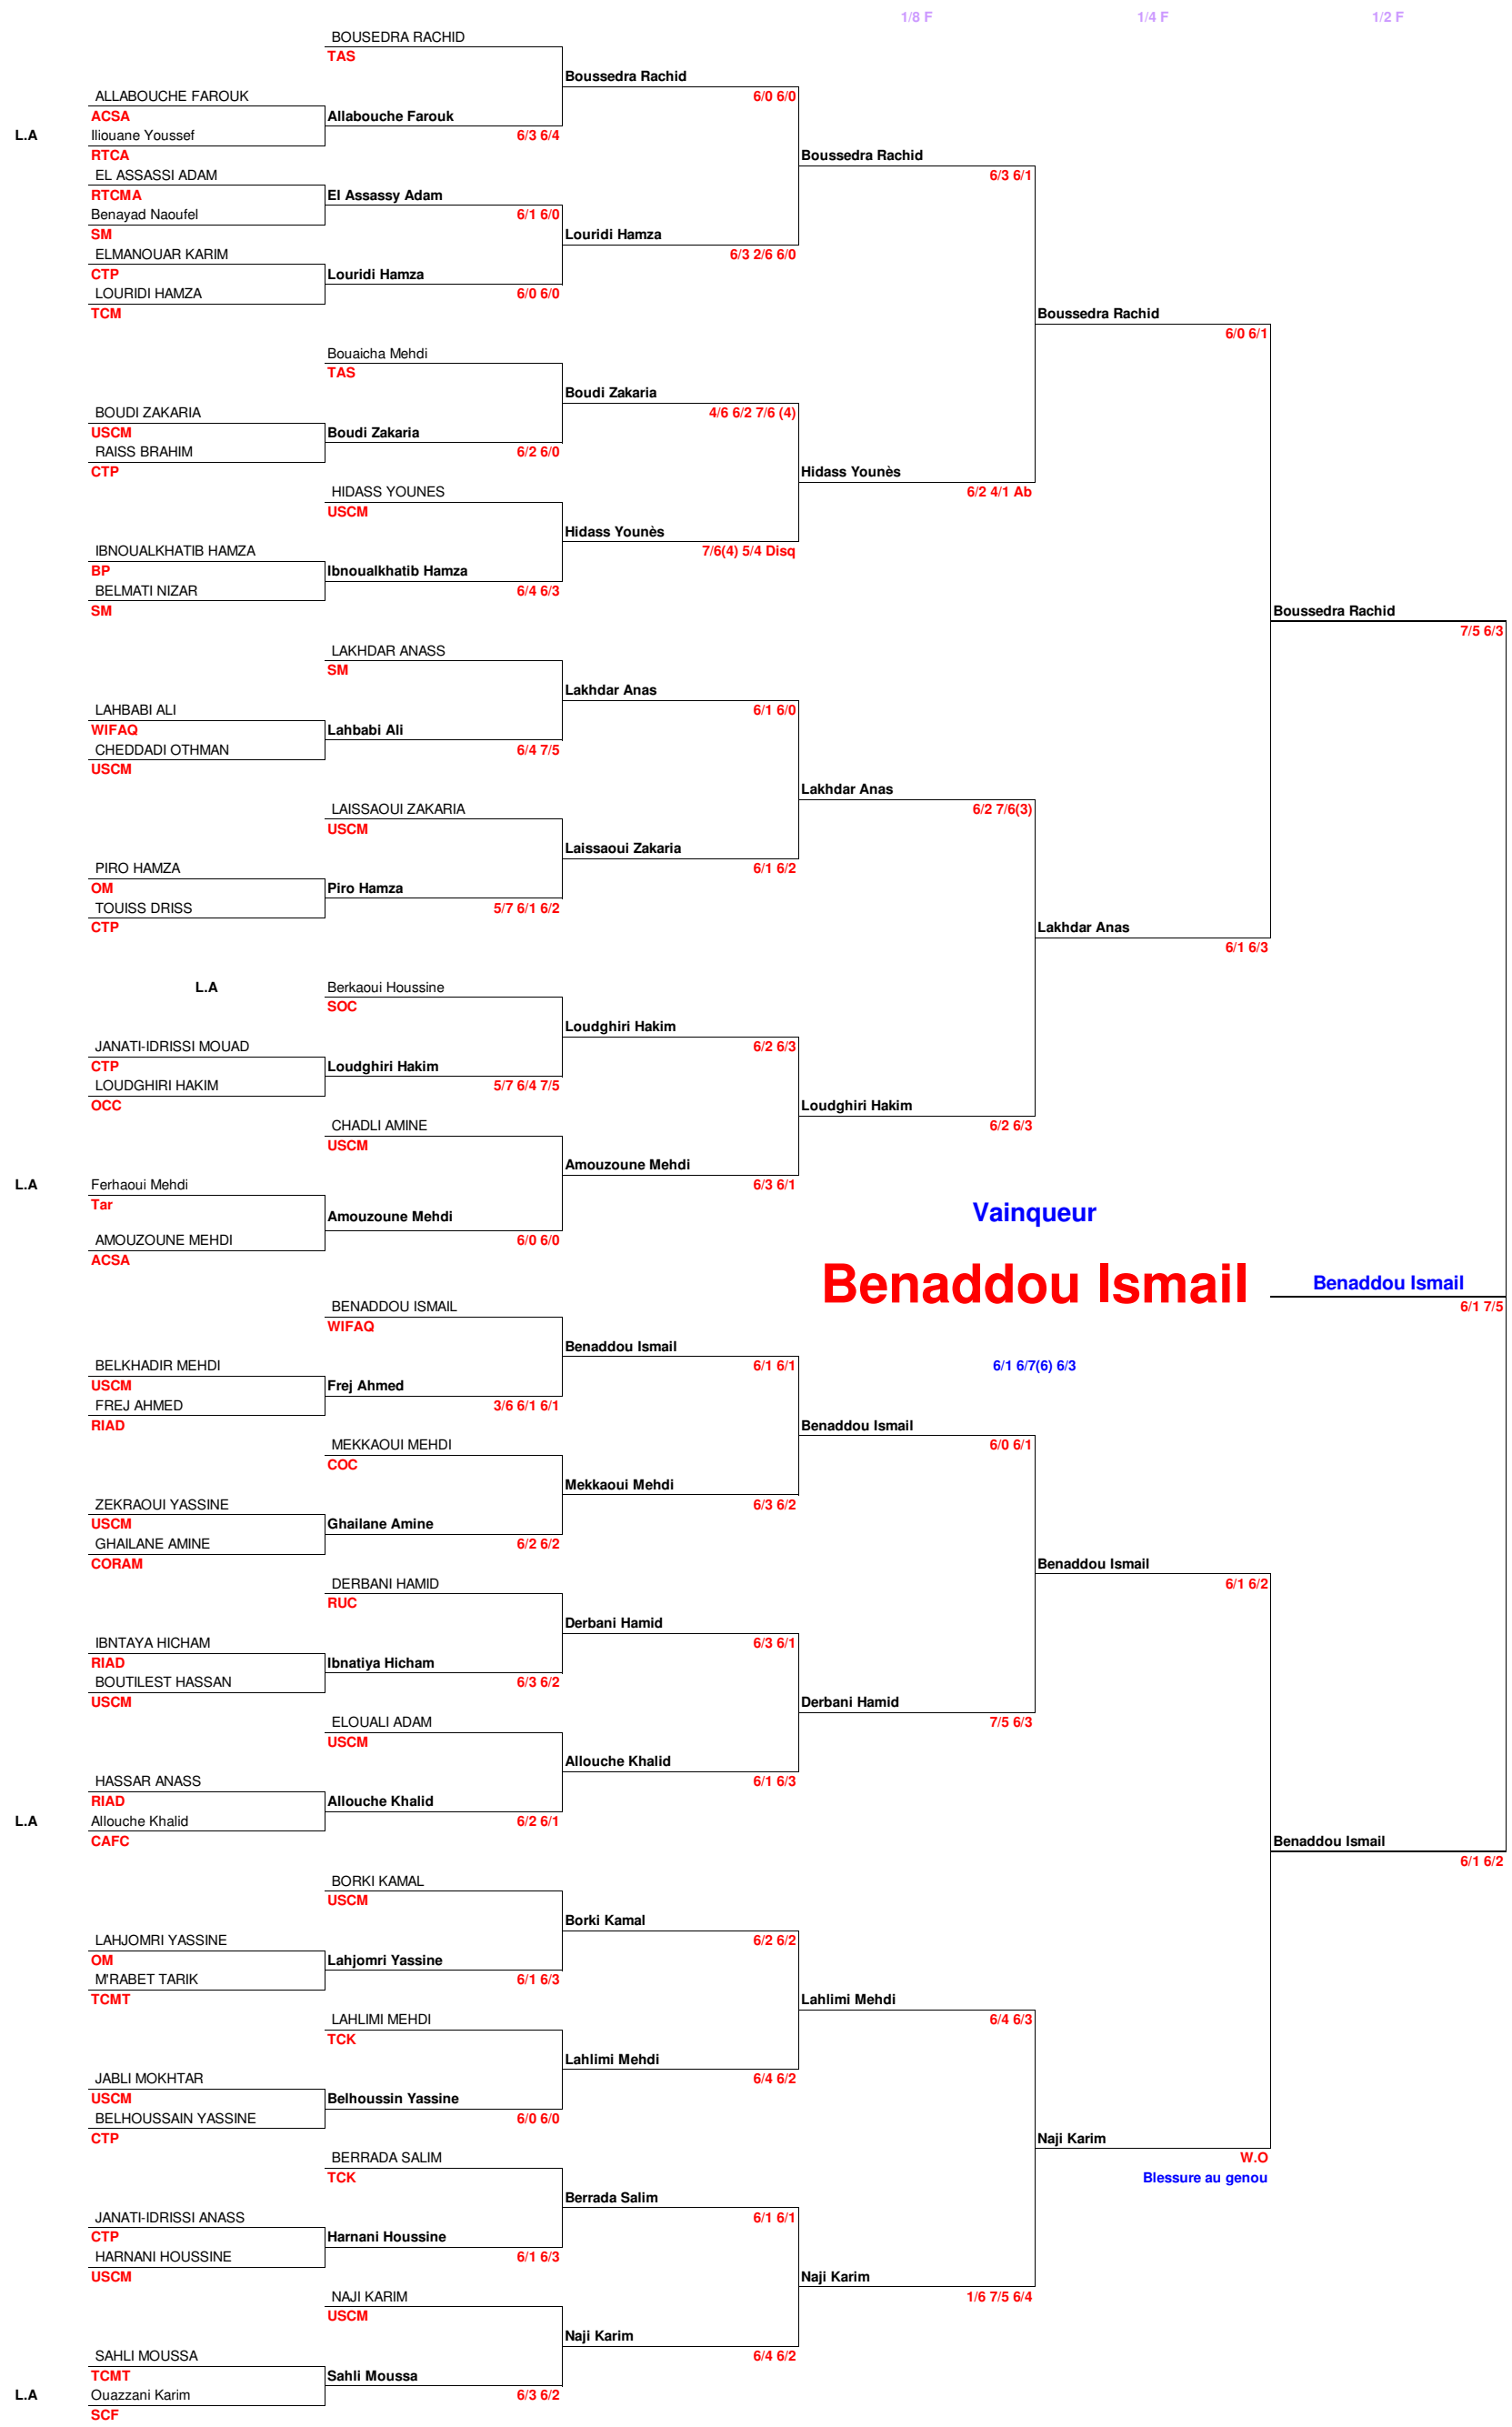 1/8 F 1/4 F 1/2 F
BOUSEDRA RACHID
TAS
Boussedra Rachid
ALLABOUCHE FAROUK 6/0 6/0
ACSA Allabouche Farouk
L.A Iliouane Youssef 6/3 6/4
RTCA Boussedra Rachid
EL ASSASSI ADAM 6/3 6/1
RTCMA El Assassy Adam
Benayad Naoufel 6/1 6/0
SM Louridi Hamza
ELMANOUAR KARIM 6/3 2/6 6/0
CTP Louridi Hamza
LOURIDI HAMZA 6/0 6/0
TCM Boussedra Rachid
6/0 6/1
Bouaicha Mehdi
TAS
Boudi Zakaria
BOUDI ZAKARIA 4/6 6/2 7/6 (4)
USCM Boudi Zakaria
RAISS BRAHIM 6/2 6/0
CTP Hidass Younès
HIDASS YOUNES 6/2 4/1 Ab
USCM
Hidass Younès
IBNOUALKHATIB HAMZA 7/6(4) 5/4 Disq
BP Ibnoualkhatib Hamza
BELMATI NIZAR 6/4 6/3
SM Boussedra Rachid
7/5 6/3
LAKHDAR ANASS
SM
Lakhdar Anas
LAHBABI ALI 6/1 6/0
WIFAQ Lahbabi Ali
CHEDDADI OTHMAN 6/4 7/5
USCM
Lakhdar Anas
LAISSAOUI ZAKARIA 6/2 7/6(3)
USCM
Laissaoui Zakaria
PIRO HAMZA 6/1 6/2
OM Piro Hamza
TOUISS DRISS 5/7 6/1 6/2
CTP Lakhdar Anas
6/1 6/3
L.A Berkaoui Houssine
SOC
Loudghiri Hakim
JANATI-IDRISSI MOUAD 6/2 6/3
CTP Loudghiri Hakim
LOUDGHIRI HAKIM 5/7 6/4 7/5
OCC Loudghiri Hakim
CHADLI AMINE 6/2 6/3
USCM
Amouzoune Mehdi
L.A Ferhaoui Mehdi 6/3 6/1
Tar
Amouzoune Mehdi Vainqueur
AMOUZOUNE MEHDI 6/0 6/0
ACSA
Benaddou Ismail Benaddou Ismail
BENADDOU ISMAIL 6/1 7/5
WIFAQ
Benaddou Ismail
BELKHADIR MEHDI 6/1 6/1 6/1 6/7(6) 6/3
USCM Frej Ahmed
FREJ AHMED 3/6 6/1 6/1
RIAD Benaddou Ismail
MEKKAOUI MEHDI 6/0 6/1
COC
Mekkaoui Mehdi
ZEKRAOUI YASSINE 6/3 6/2
USCM Ghailane Amine
GHAILANE AMINE 6/2 6/2
CORAM Benaddou Ismail
DERBANI HAMID 6/1 6/2
RUC
Derbani Hamid
IBNTAYA HICHAM 6/3 6/1
RIAD Ibnatiya Hicham
BOUTILEST HASSAN 6/3 6/2
USCM Derbani Hamid
ELOUALI ADAM 7/5 6/3
USCM
Allouche Khalid
HASSAR ANASS 6/1 6/3
RIAD Allouche Khalid
L.A Allouche Khalid 6/2 6/1
CAFC Benaddou Ismail
6/1 6/2
BORKI KAMAL
USCM
Borki Kamal
LAHJOMRI YASSINE 6/2 6/2
OM Lahjomri Yassine
M'RABET TARIK 6/1 6/3
TCMT Lahlimi Mehdi
LAHLIMI MEHDI 6/4 6/3
TCK
Lahlimi Mehdi
JABLI MOKHTAR 6/4 6/2
USCM Belhoussin Yassine
BELHOUSSAIN YASSINE 6/0 6/0
CTP Naji Karim
BERRADA SALIM W.O
TCK Blessure au genou
Berrada Salim
JANATI-IDRISSI ANASS 6/1 6/1
CTP Harnani Houssine
HARNANI HOUSSINE 6/1 6/3
USCM Naji Karim
NAJI KARIM 1/6 7/5 6/4
USCM
Naji Karim
SAHLI MOUSSA 6/4 6/2
TCMT Sahli Moussa
L.A Ouazzani Karim 6/3 6/2
SCF